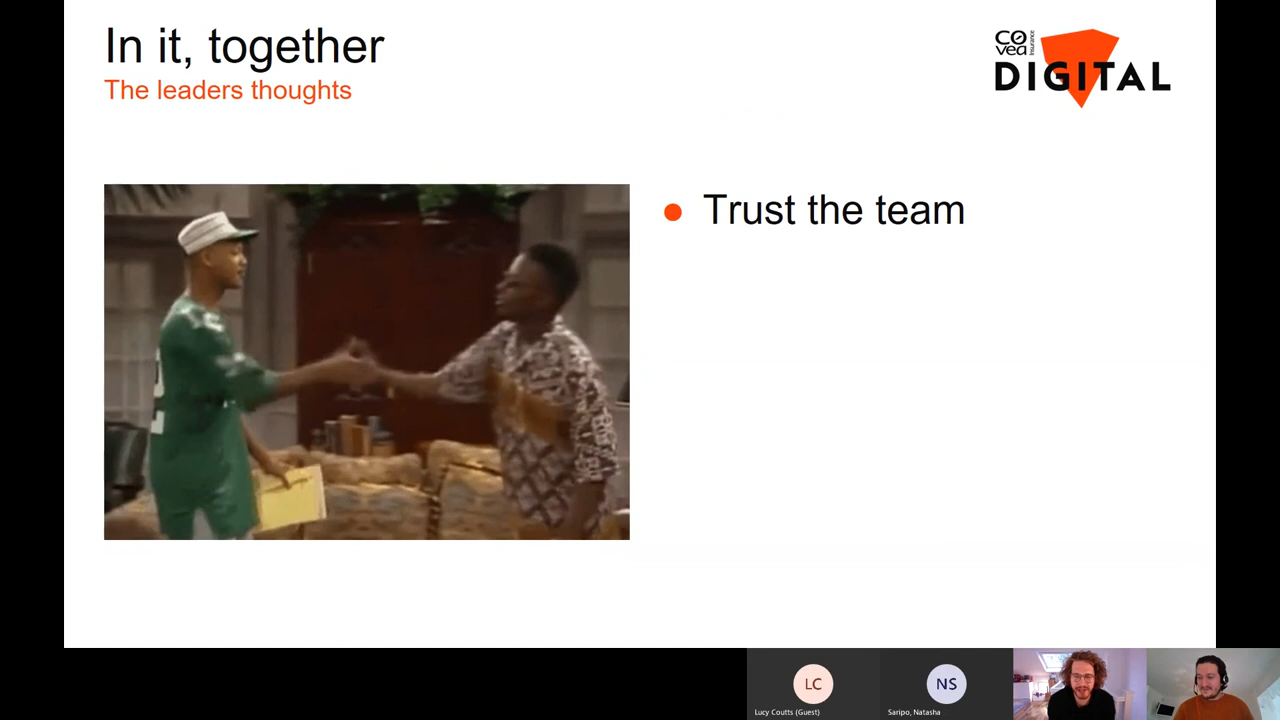 In it, together
The leaders thoughts
CO
vea
Insurance
DIGITAL
Trust the team
LC
NS
Lucy Coutts (Guest)
Saripo, Natasha